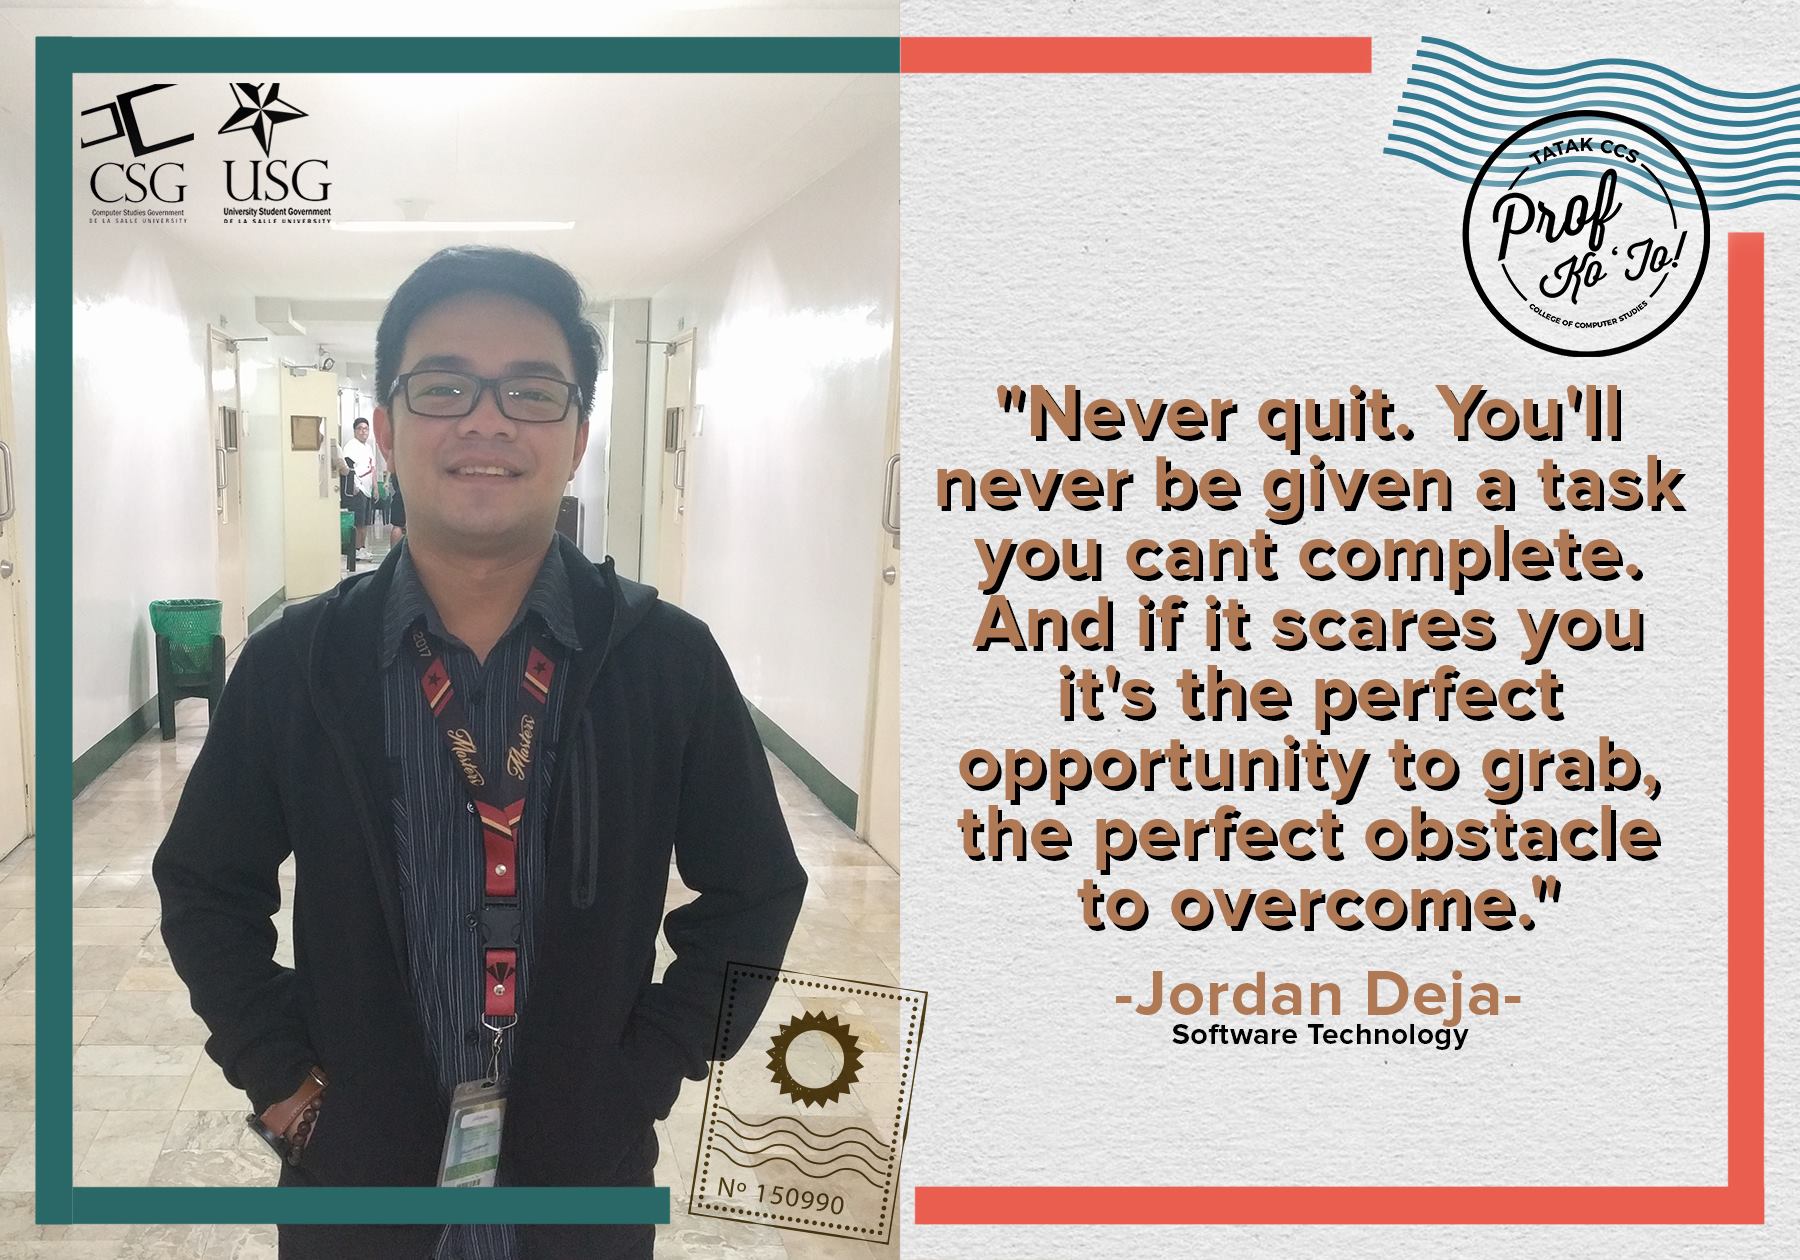 CSG
Computer Studies Government
DE LA SALLE UNIVERSITY
USG
University Student Government
DE LA SALLE UNIVERSITY
TATAK CCS
Prof
Ko 'To!
COLLEGE OF COMPUTER STUDIES
"Never quit. You'll
never be given a task
you cant complete.
And if it scares you
it's the perfect
opportunity to grab,
the perfect obstacle
to overcome."
-Jordan Deja-
Software Technology
2017
Masters
Masters
Nº 150990